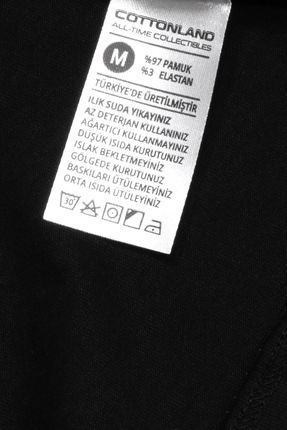 COTTONLAND
ALL-TIME COLLECTIBLES
M
%97 PAMUK
%3 ELASTAN
TÜRKİYE'DE ÜRETİLMİŞTİR
ILIK SUDA YIKAYINIZ
AZ DETERJAN KULLANINIZ
AĞARTICI KULLANMAYINIZ
DÜŞÜK ISIDA KURUTUNUZ
ISLAK BEKLETMEYİNİZ
GÖLGEDE KURUTUNUZ
BASKILARI ÜTÜLEMEYİNİZ
ORTA ISIDA ÜTÜLEYİNİZ
30